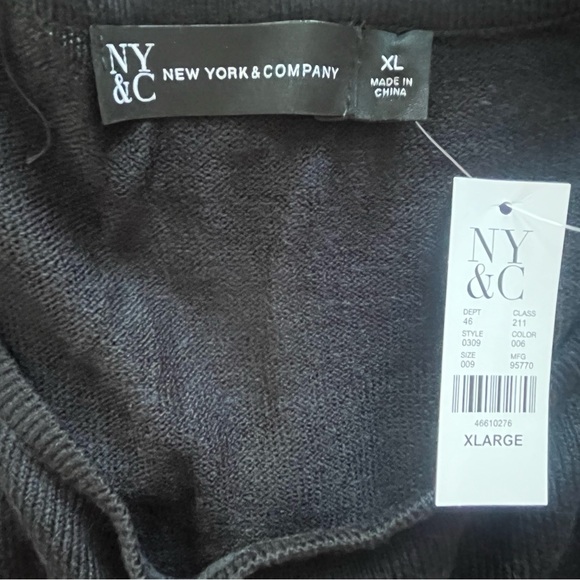 NY
&C
NEW YORK & COMPANY
XL
MADE IN
CHINA
NY
&C
DEPT CLASS
46 211
STYLE COLOR
0309 006
SIZE MFG
009 95770
46610276
XLARGE